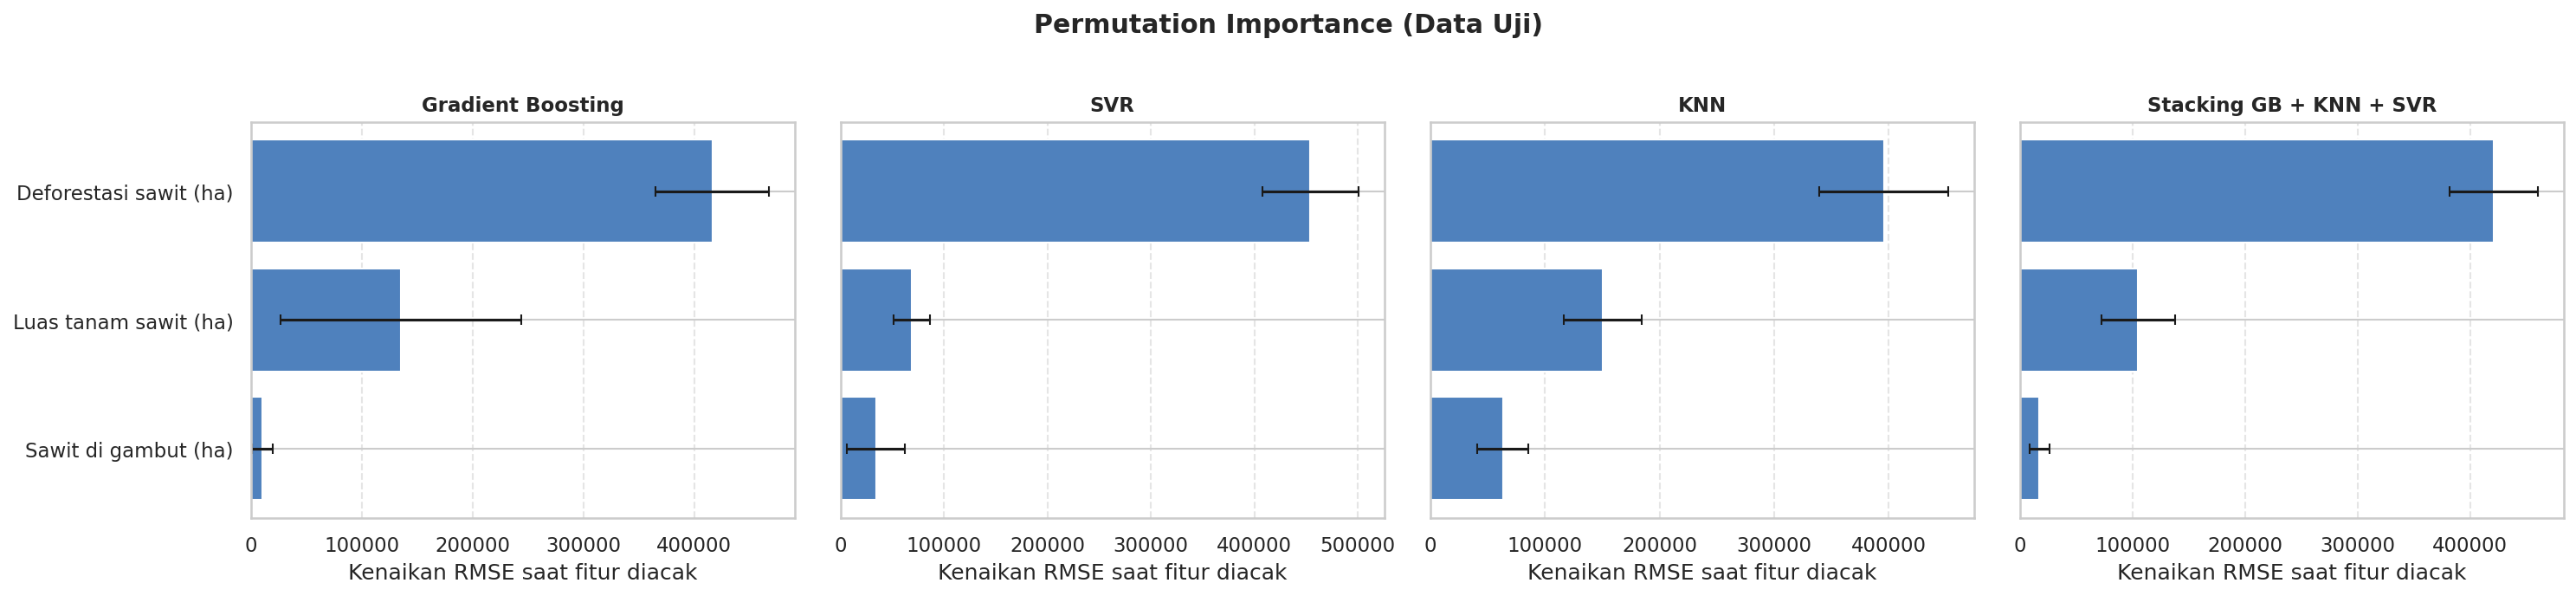 Permutation Importance (Data Uji)
Gradient Boosting
SVR
KNN
Stacking GB + KNN + SVR
Deforestasi sawit (ha)
Luas tanam sawit (ha)
Sawit di gambut (ha)
0 100000 200000 300000 400000
0 100000 200000 300000 400000 500000
0 100000 200000 300000 400000
0 100000 200000 300000 400000
Kenaikan RMSE saat fitur diacak
Kenaikan RMSE saat fitur diacak
Kenaikan RMSE saat fitur diacak
Kenaikan RMSE saat fitur diacak